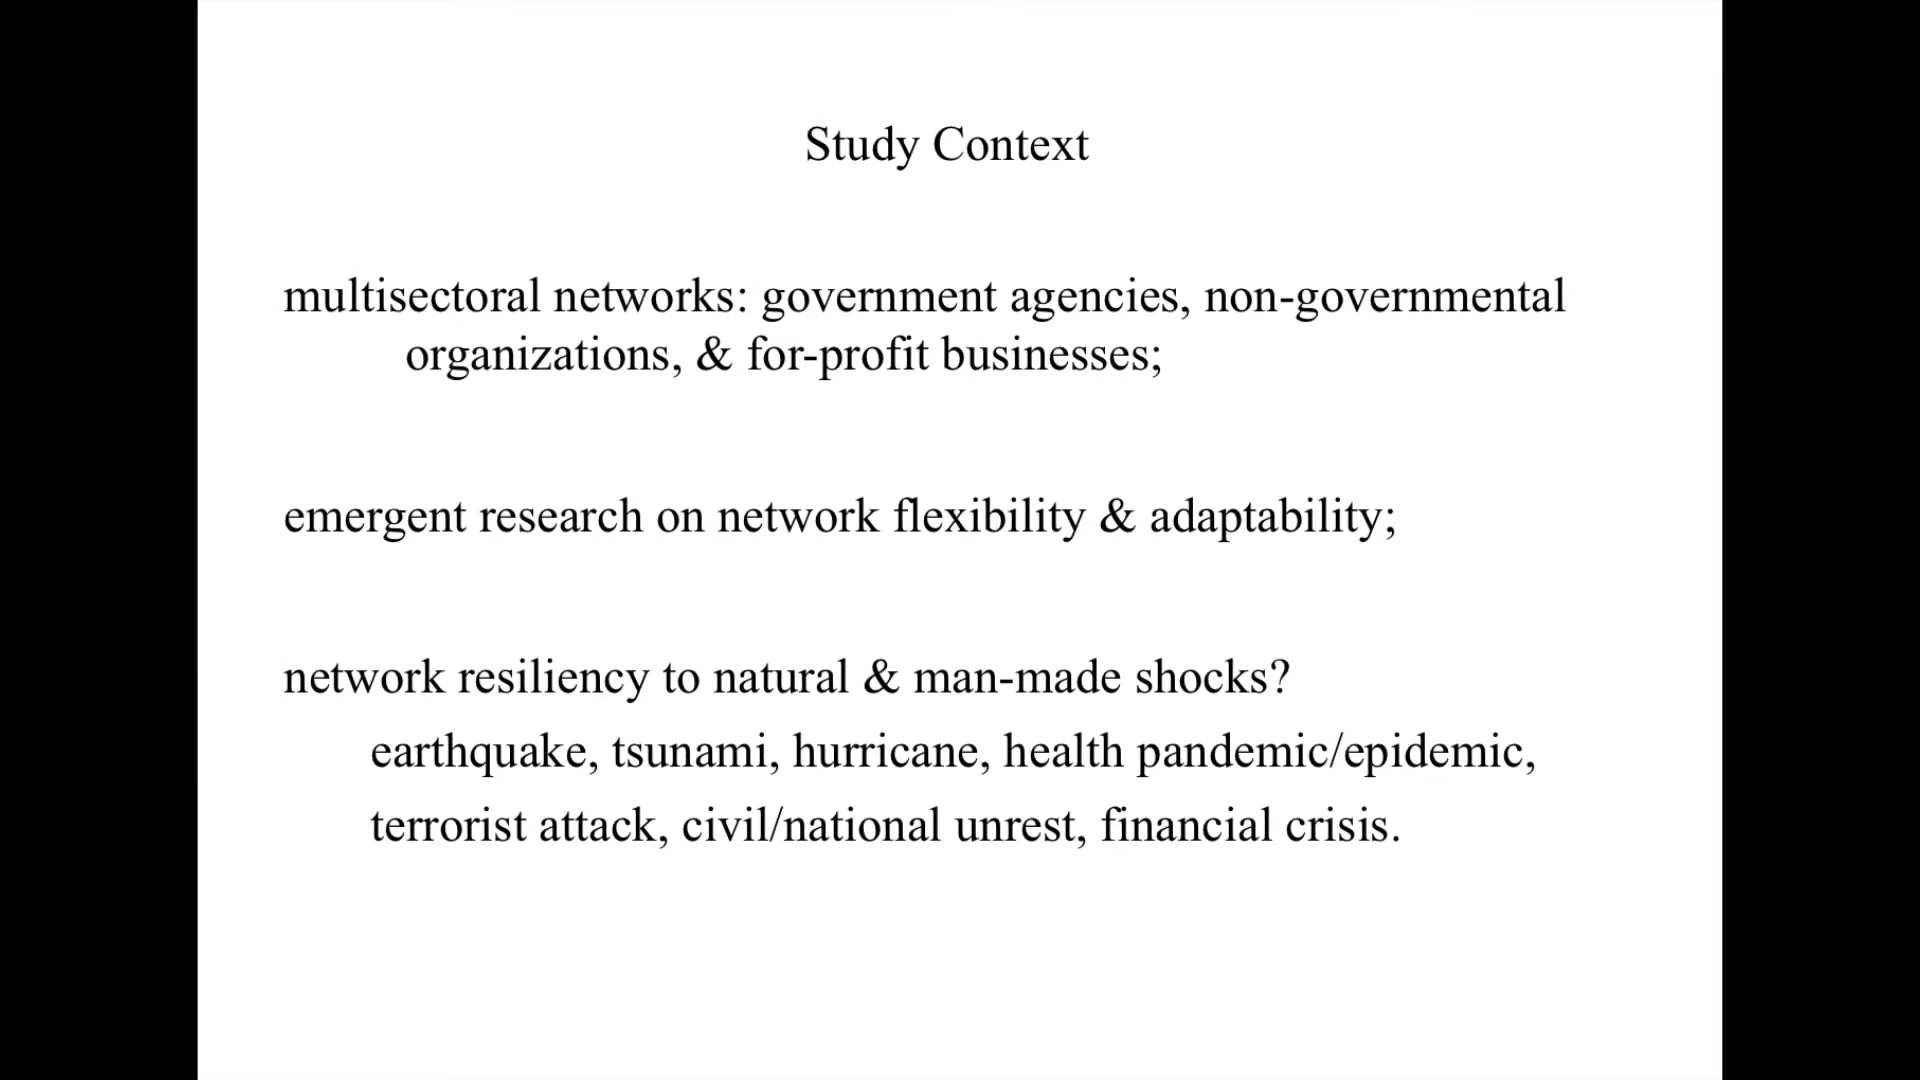 Study Context
multisectoral networks: government agencies, non-governmental
organizations, & for-profit businesses;
emergent research on network flexibility & adaptability;
network resiliency to natural & man-made shocks?
earthquake, tsunami, hurricane, health pandemic/epidemic,
terrorist attack, civil/national unrest, financial crisis.